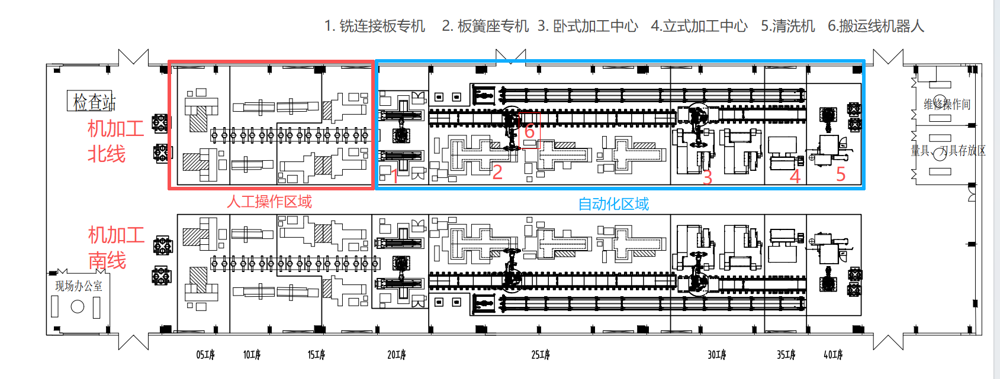 1. 铣连接板专机 2. 板簧座专机 3. 卧式加工中心 4.立式加工中心 5.清洗机 6.搬运线机器人
检查站
维修操作间
机加工
北线
6
量具、刀具存放区
1
2
3
4
5
人工操作区域
自动化区域
机加工
南线
现场办公室
05工序 10工序 15工序 20工序 25工序 30工序 35工序 40工序